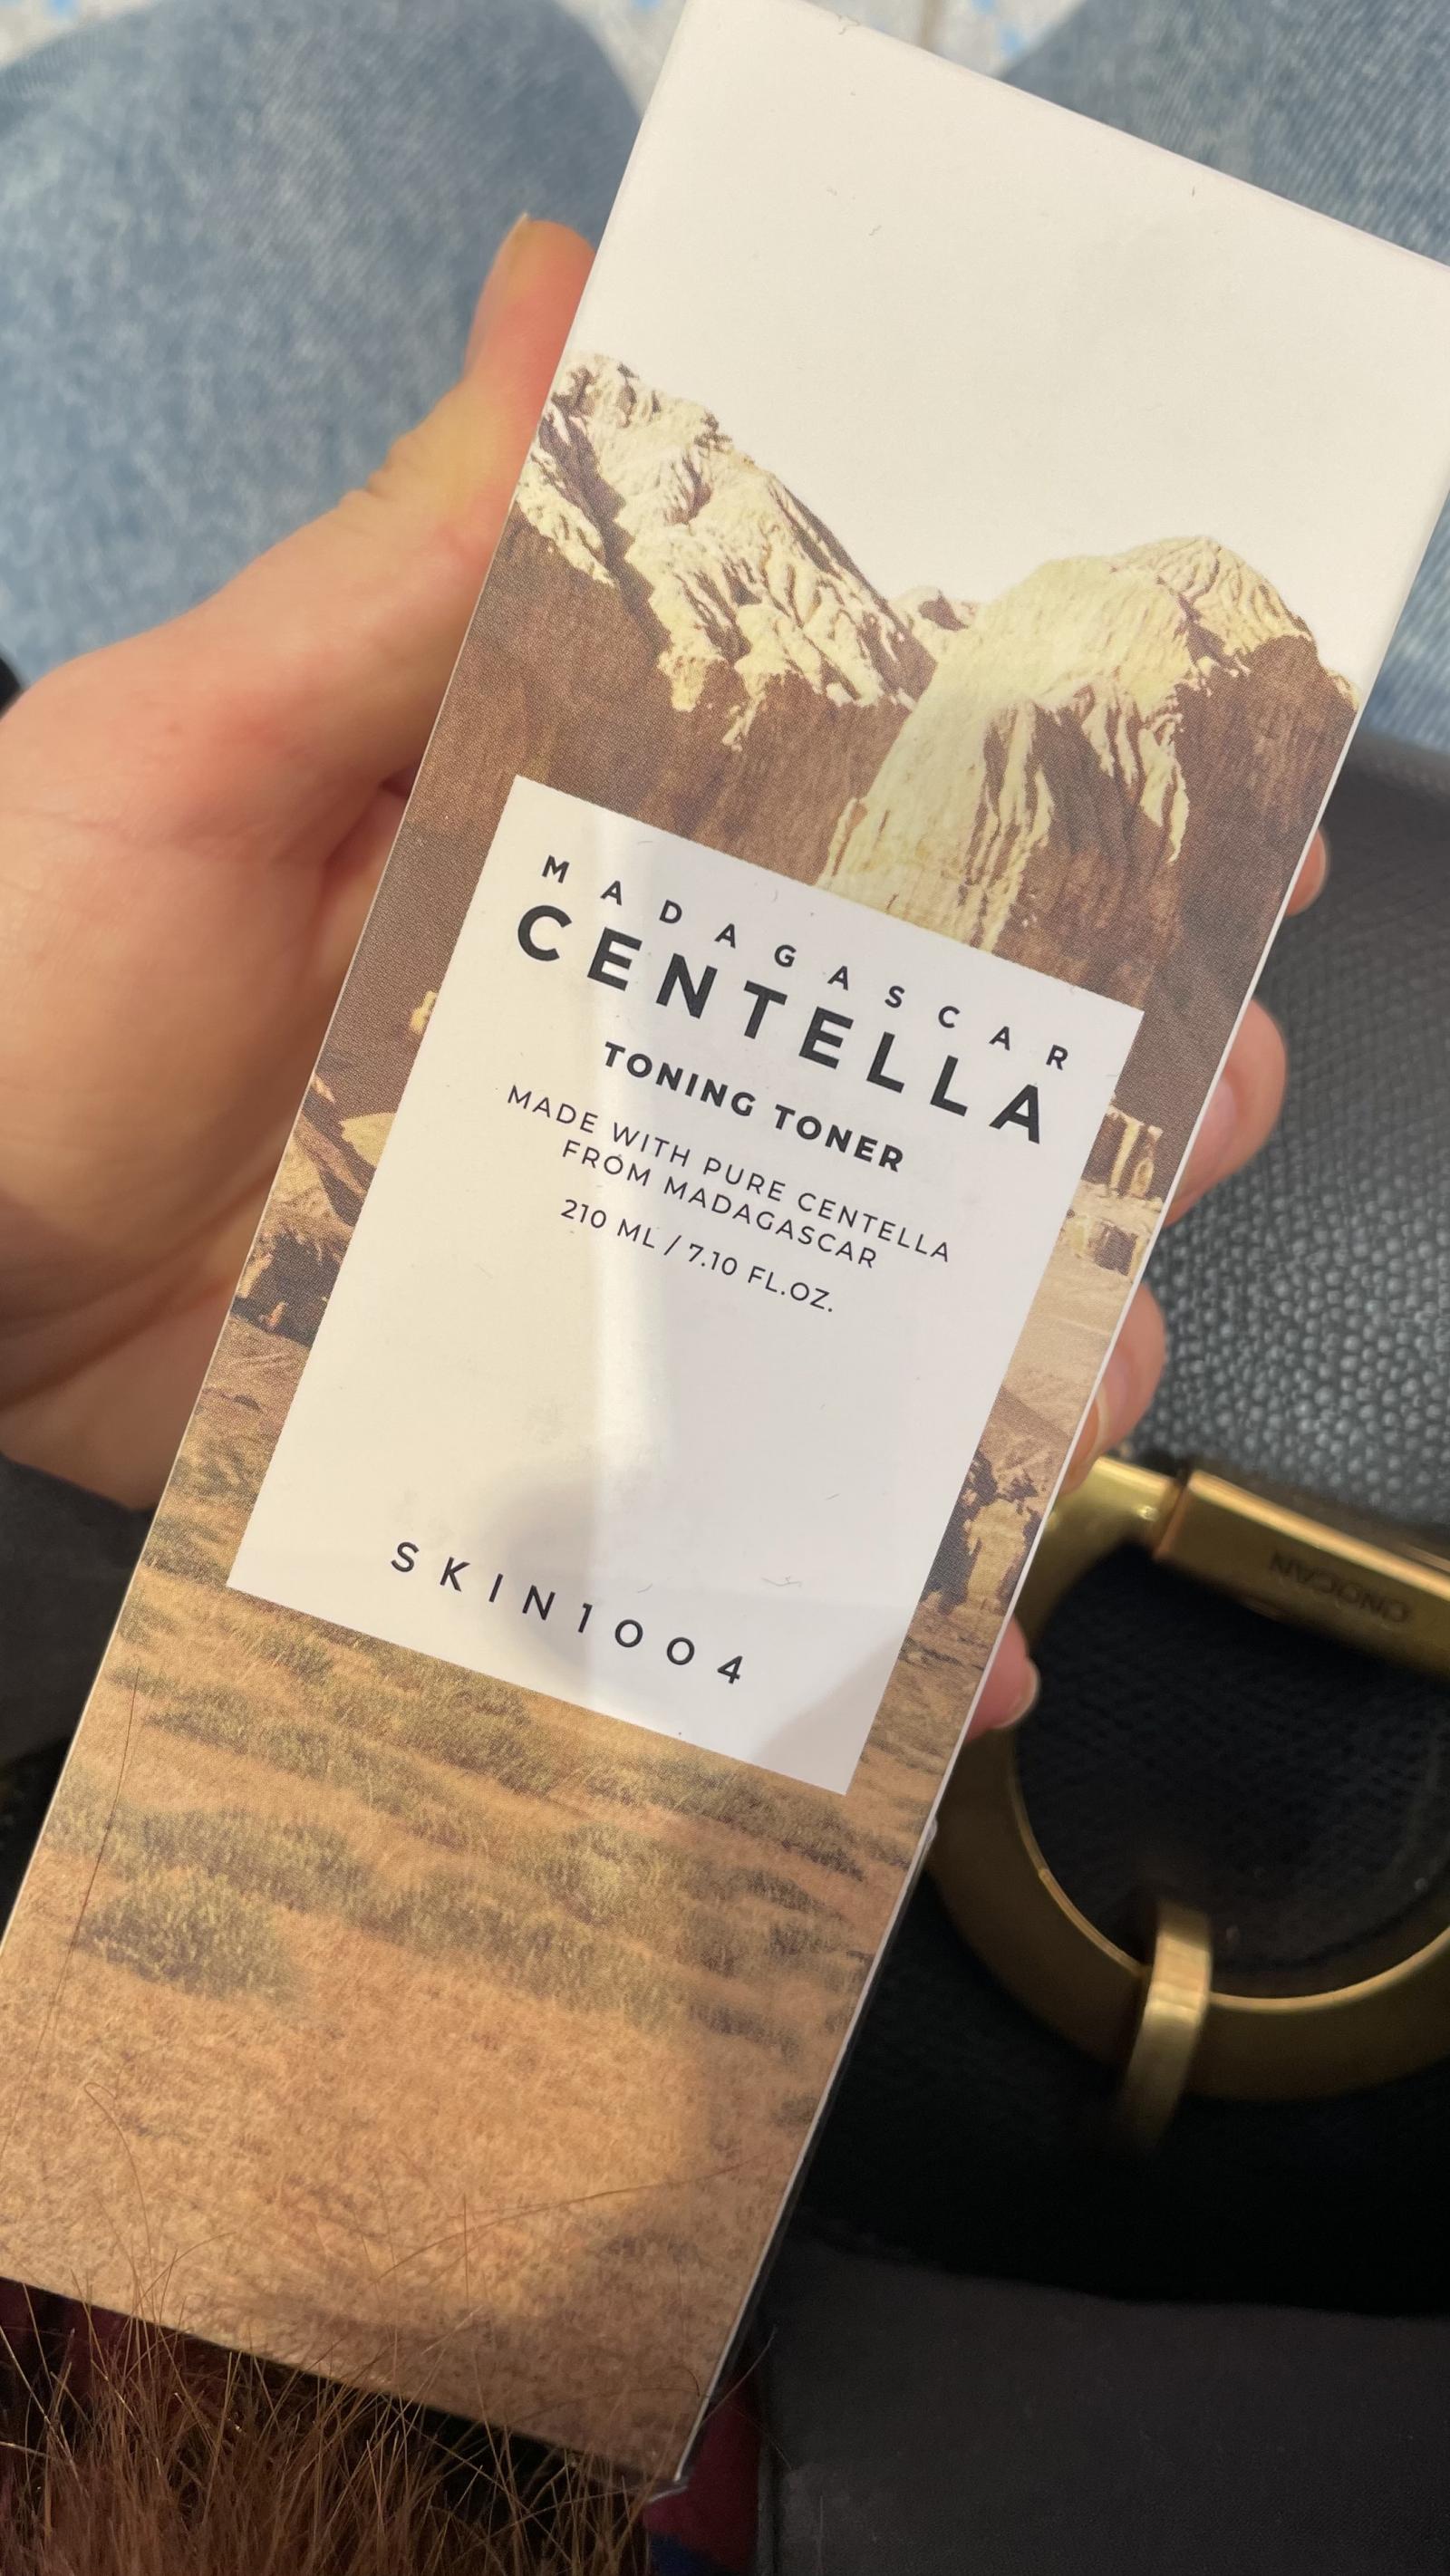 MADAGASCAR
CENTELLA
TONING TONER
MADE WITH PURE CENTELLA
FROM MADAGASCAR
210 ML / 7.10 FL.OZ.
SKIN1004